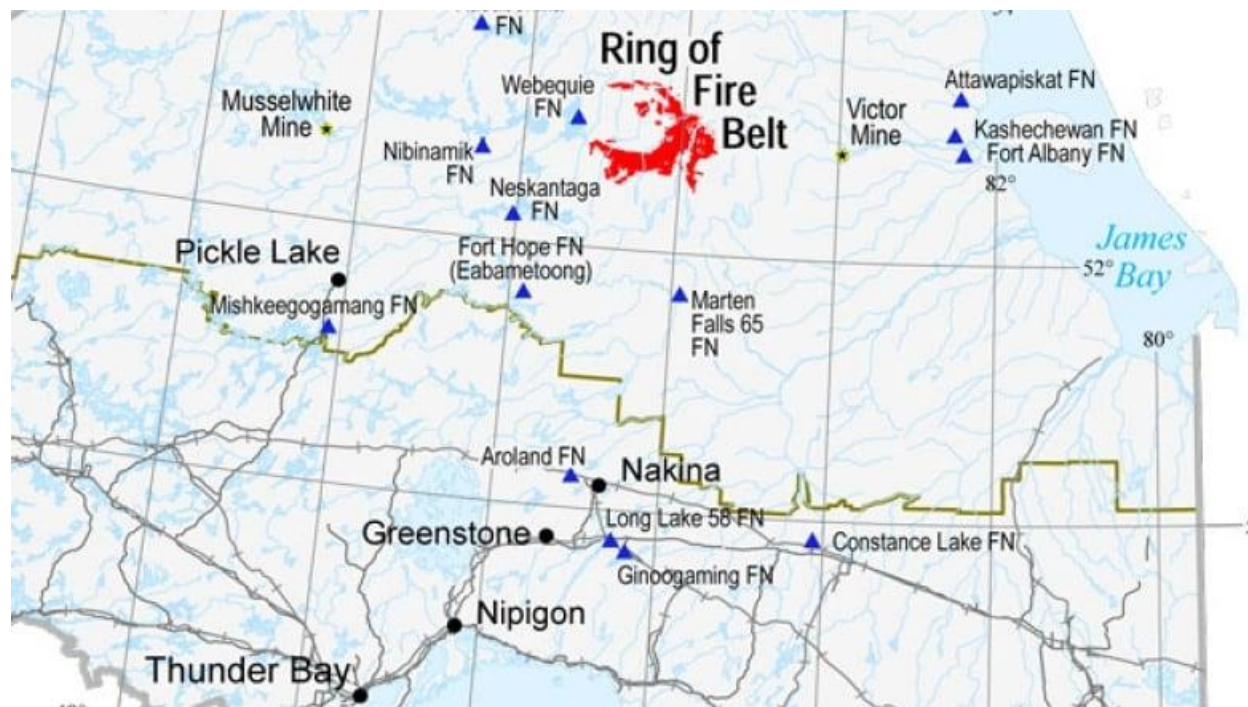 FN
Ring of
Fire
Belt
Webequie
FN
Attawapiskat FN
Musselwhite
Mine
Victor
Mine
Kashechewan FN
Fort Albany FN
Nibinamik
FN
82°
Neskantaga
FN
Pickle Lake
Fort Hope FN
(Eabametoong)
James
Bay
52°
Mishkeegogamang FN
Marten
Falls 65
FN
80°
Aroland FN
Nakina
Long Lake 58 FN
Greenstone
Constance Lake FN
Ginoogaming FN
Nipigon
Thunder Bay